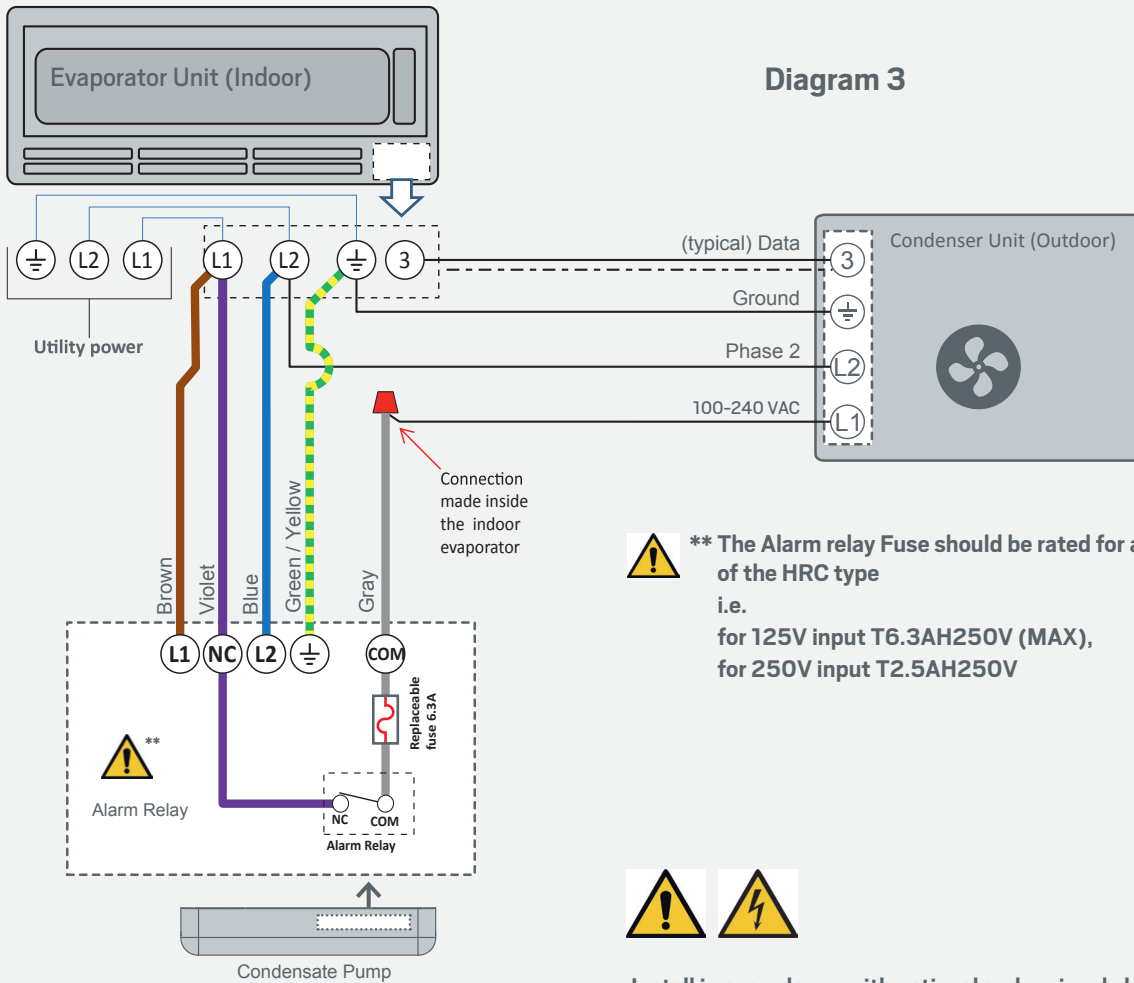 Evaporator Unit (Indoor)
Diagram 3
L2
L1
L1
L2
3
Utility power
(typical) Data
Ground
Phase 2
100-240 VAC
3
L2
L1
Condenser Unit (Outdoor)
Connection
made inside
the indoor
evaporator
Brown
Violet
Blue
Green / Yellow
Gray
L1
NC
L2
COM
Replaceable
fuse 6.3A
**
Alarm Relay
NC
COM
Alarm Relay
Condensate Pump
** The Alarm relay Fuse should be rated for
of the HRC type
i.e.
for 125V input T6.3AH250V (MAX),
for 250V input T2.5AH250V